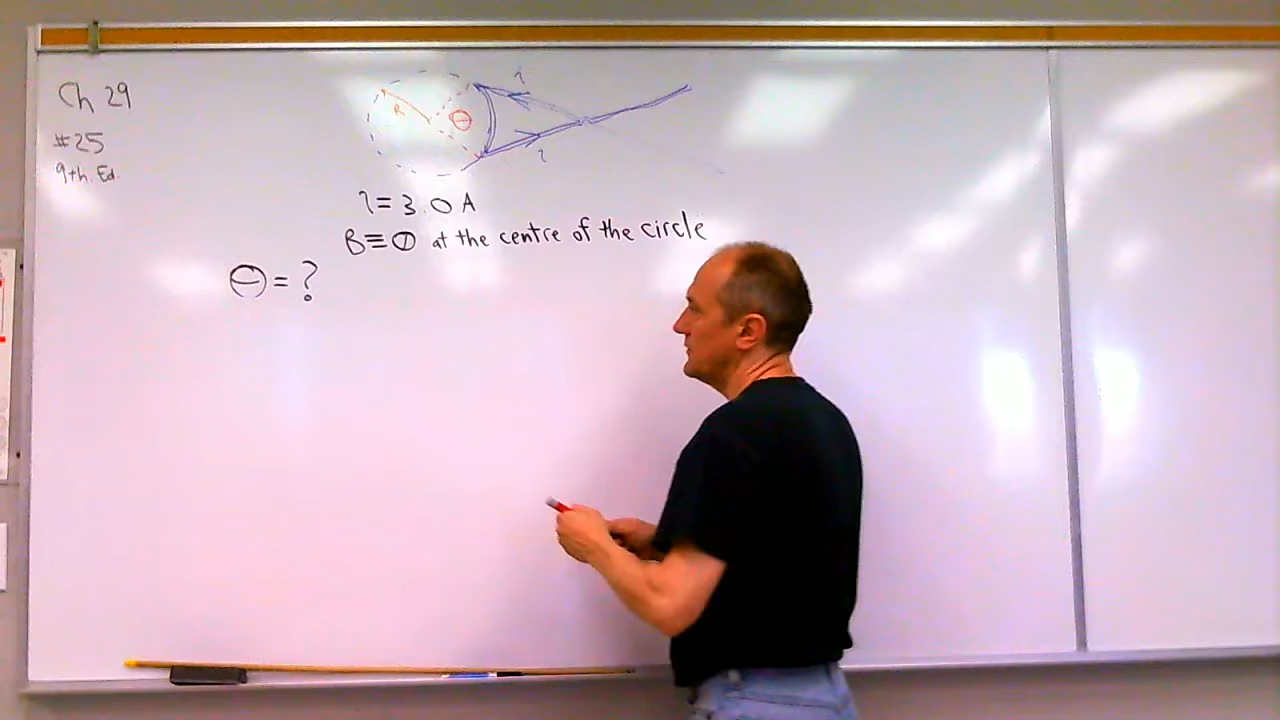 Ch 29
#25
9th. Ed.
R
θ
i
i
i = 3.0 A
B ≡ 0 at the centre of the circle
θ = ?